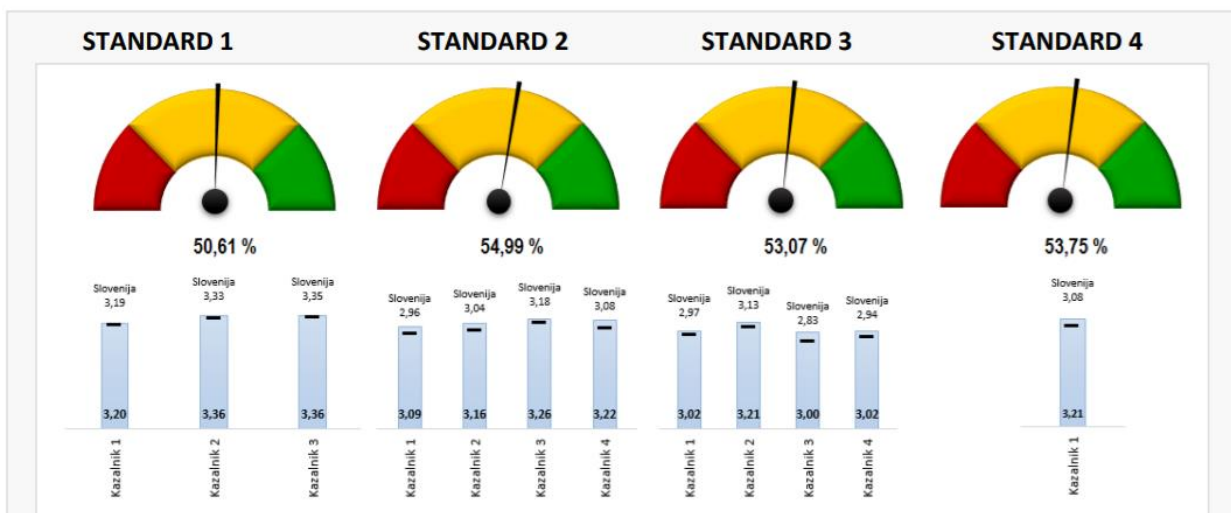 STANDARD 1
STANDARD 2
STANDARD 3
STANDARD 4
50,61 %
54,99 %
53,07 %
53,75 %
Slovenija
3,19
Slovenija
3,33
Slovenija
3,35
Slovenija
2,96
Slovenija
3,04
Slovenija
3,18
Slovenija
3,08
Slovenija
2,97
Slovenija
3,13
Slovenija
2,83
Slovenija
2,94
Slovenija
3,08
3,20
3,36
3,36
3,09
3,16
3,26
3,22
3,02
3,21
3,00
3,02
3,21
Kazalnik 1
Kazalnik 2
Kazalnik 3
Kazalnik 1
Kazalnik 2
Kazalnik 3
Kazalnik 4
Kazalnik 1
Kazalnik 2
Kazalnik 3
Kazalnik 4
Kazalnik 1